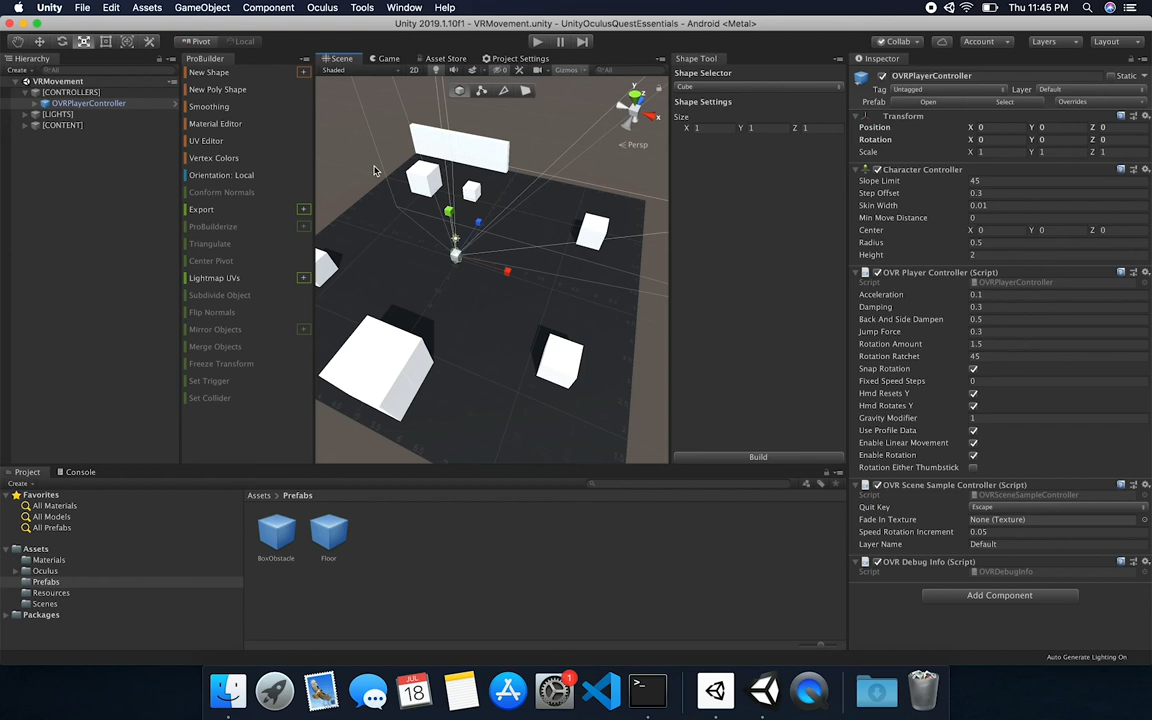 Unity File Edit Assets GameObject Component Oculus Tools Window Help
Thu 11:45 PM
Unity 2019.1.10f1 - VRMovement.unity - UnityOculusQuestEssentials - Android <Metal>
Pivot Local
Collab Account Layers Layout
Hierarchy
Create All
VRMovement
[CONTROLLERS]
OVRPlayerController
[LIGHTS]
[CONTENT]
ProBuilder
New Shape
New Poly Shape
Smoothing
Material Editor
UV Editor
Vertex Colors
Orientation: Local
Conform Normals
Export
ProBuilderize
Triangulate
Center Pivot
Lightmap UVs
Subdivide Object
Flip Normals
Mirror Objects
Merge Objects
Freeze Transform
Set Trigger
Set Collider
Scene Game Asset Store Project Settings
Shaded 2D 0 Gizmos All
Y
X
Persp
Shape Tool
Shape Selector
Cube
Shape Settings
Size
X 1 Y 1 Z 1
Build
Inspector
OVRPlayerController Static
Tag Untagged Layer Default
Prefab Open Select Overrides
Transform
Position X 0 Y 0 Z 0
Rotation X 0 Y 0 Z 0
Scale X 1 Y 1 Z 1
Character Controller
Slope Limit 45
Step Offset 0.3
Skin Width 0.01
Min Move Distance 0
Center X 0 Y 0 Z 0
Radius 0.5
Height 2
OVR Player Controller (Script)
Script OVRPlayerController
Acceleration 0.1
Damping 0.3
Back And Side Dampen 0.5
Jump Force 0.3
Rotation Amount 1.5
Rotation Ratchet 45
Snap Rotation
Fixed Speed Steps 0
Hmd Resets Y
Hmd Rotates Y
Gravity Modifier 1
Use Profile Data
Enable Linear Movement
Enable Rotation
Rotation Either Thumbstick
OVR Scene Sample Controller (Script)
Script OVRSceneSampleController
Quit Key Escape
Fade In Texture None (Texture)
Speed Rotation Increment 0.05
Layer Name Default
OVR Debug Info (Script)
Script OVRDebugInfo
Add Component
Project Console
Create
Favorites
All Materials
All Models
All Prefabs
Assets
Materials
Oculus
Prefabs
Resources
Scenes
Packages
Assets > Prefabs
BoxObstacle Floor
Auto Generate Lighting On
JUL
18
1